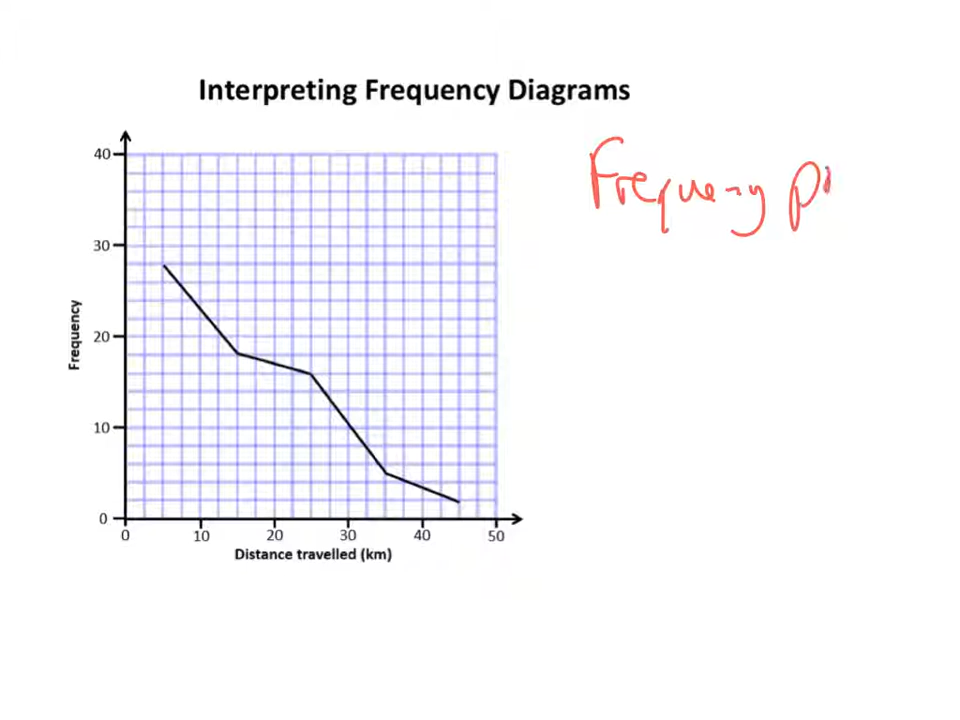 Interpreting Frequency Diagrams
Frequency po
40
30
20
10
0
Frequency
0 10 20 30 40 50
Distance travelled (km)